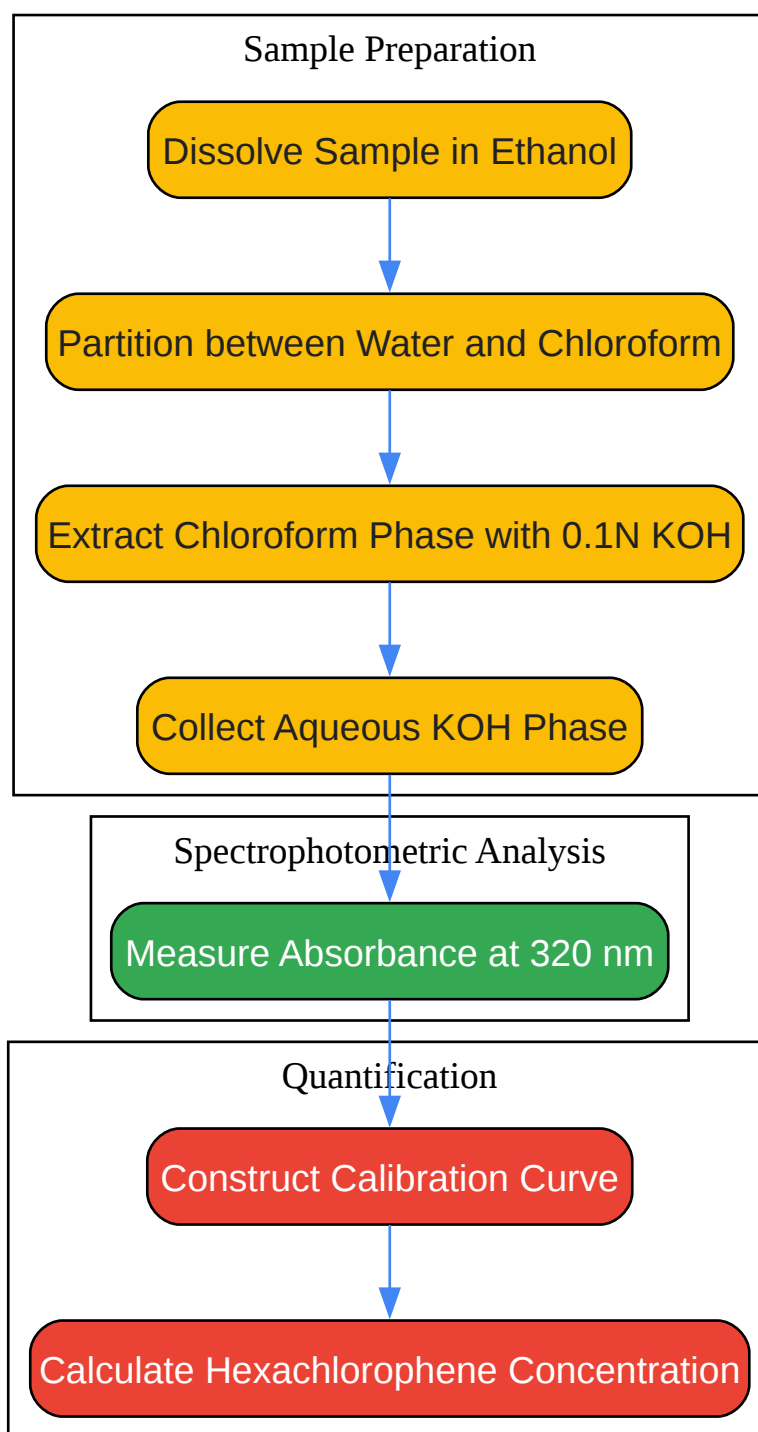 Sample Preparation
Dissolve Sample in Ethanol
Partition between Water and Chloroform
Extract Chloroform Phase with 0.1N KOH
Collect Aqueous KOH Phase
Spectrophotometric Analysis
Measure Absorbance at 320 nm
Quantification
Construct Calibration Curve
Calculate Hexachlorophene Concentration